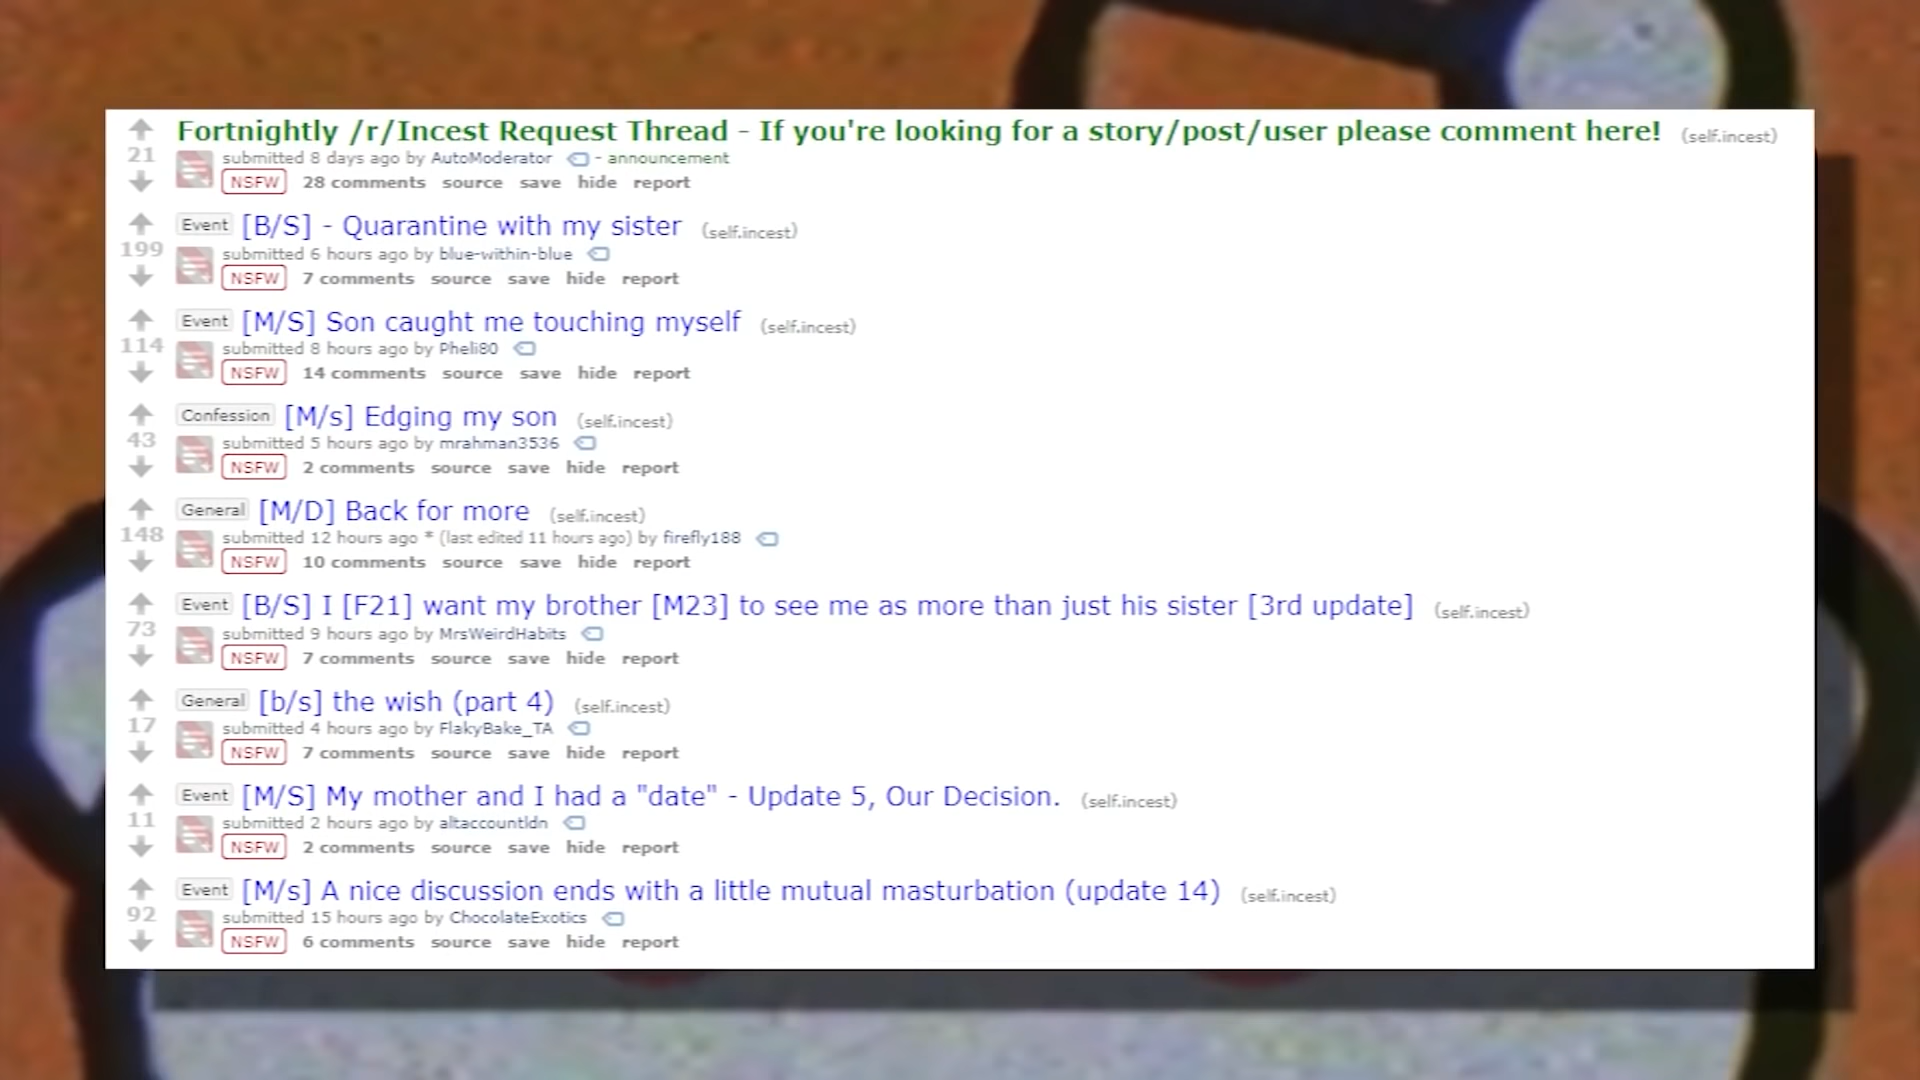 Fortnightly /r/Incest Request Thread - If you're looking for a story/post/user please comment here! (self.incest)
21
submitted 8 days ago by AutoModerator - announcement
NSFW 28 comments source save hide report
Event [B/S] - Quarantine with my sister (self.incest)
199
submitted 6 hours ago by blue-within-blue
NSFW 7 comments source save hide report
Event [M/S] Son caught me touching myself (self.incest)
114
submitted 8 hours ago by Pheli80
NSFW 14 comments source save hide report
Confession [M/s] Edging my son (self.incest)
43
submitted 5 hours ago by mrahman3536
NSFW 2 comments source save hide report
General [M/D] Back for more (self.incest)
148
submitted 12 hours ago * (last edited 11 hours ago) by firefly188
NSFW 10 comments source save hide report
Event [B/S] I [F21] want my brother [M23] to see me as more than just his sister [3rd update] (self.incest)
73
submitted 9 hours ago by MrsWeirdHabits
NSFW 7 comments source save hide report
General [b/s] the wish (part 4) (self.incest)
17
submitted 4 hours ago by FlakyBake_TA
NSFW 7 comments source save hide report
Event [M/S] My mother and I had a "date" - Update 5, Our Decision. (self.incest)
11
submitted 2 hours ago by altaccountldn
NSFW 2 comments source save hide report
Event [M/s] A nice discussion ends with a little mutual masturbation (update 14) (self.incest)
92
submitted 15 hours ago by ChocolateExotics
NSFW 6 comments source save hide report